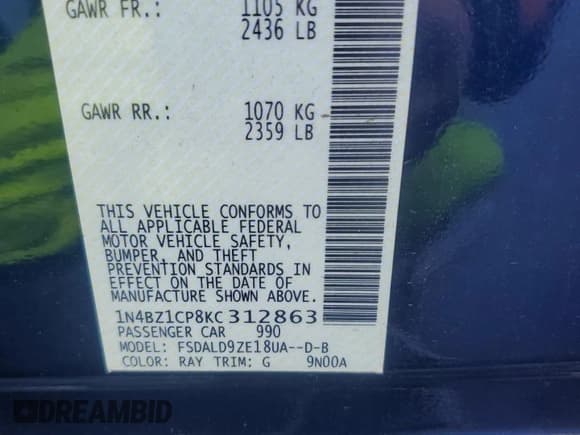 GAWR FR.: 1105 KG
2436 LB
GAWR RR.: 1070 KG
2359 LB
THIS VEHICLE CONFORMS TO
ALL APPLICABLE FEDERAL
MOTOR VEHICLE SAFETY,
BUMPER, AND THEFT
PREVENTION STANDARDS IN
EFFECT ON THE DATE OF
MANUFACTURE SHOWN ABOVE.
1N4BZ1CP8KC312863
PASSENGER CAR 990
MODEL: FSDALD9ZE18UA--D-B
COLOR: RAY TRIM: G 9N00A
DREAMBID